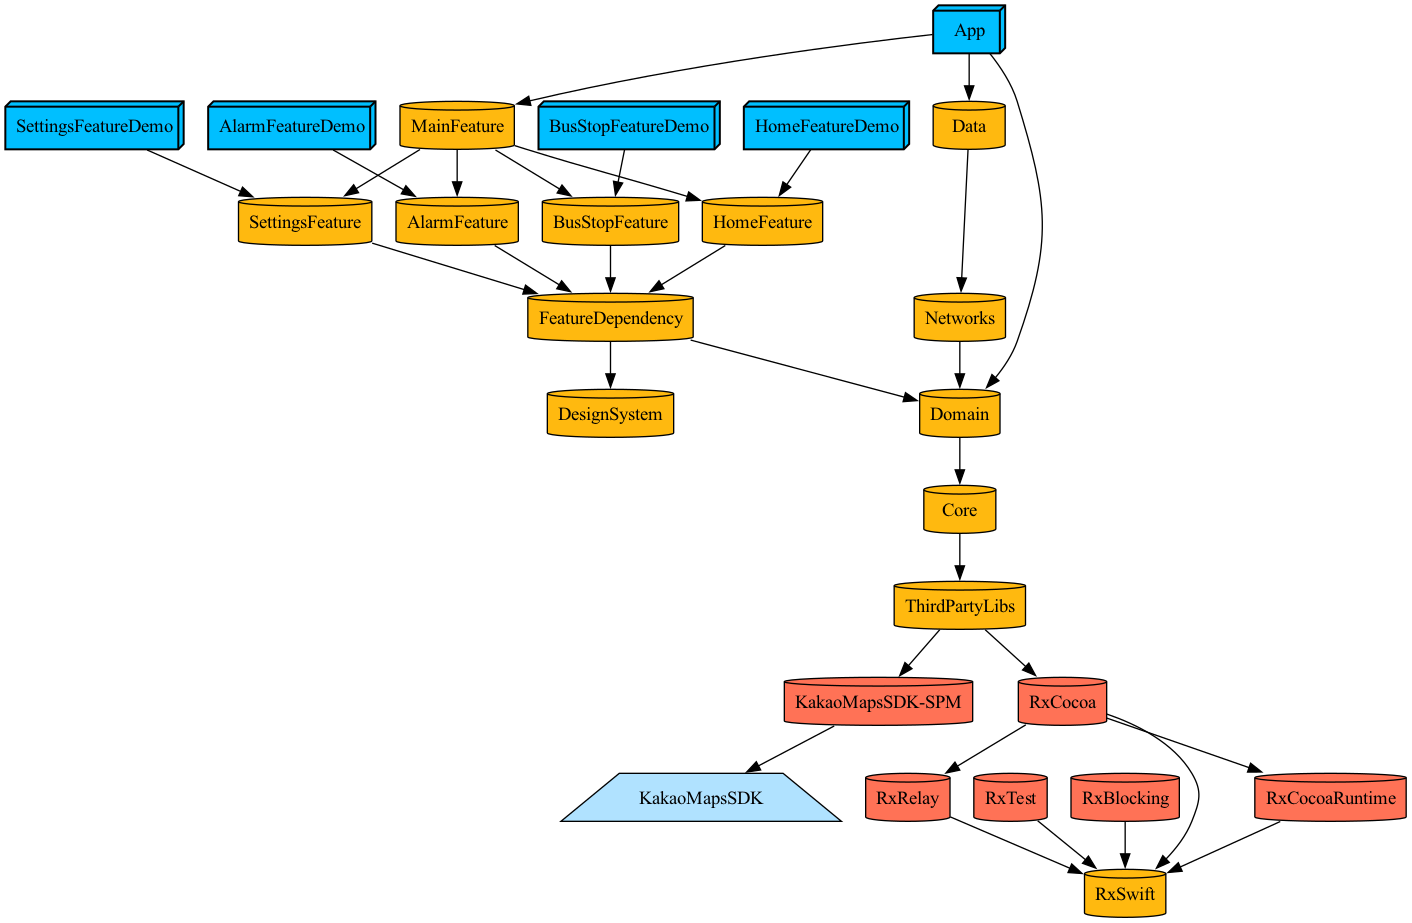 App
SettingsFeatureDemo
AlarmFeatureDemo
MainFeature
BusStopFeatureDemo
HomeFeatureDemo
Data
SettingsFeature
AlarmFeature
BusStopFeature
HomeFeature
FeatureDependency
Networks
DesignSystem
Domain
Core
ThirdPartyLibs
KakaoMapsSDK-SPM
RxCocoa
KakaoMapsSDK
RxRelay
RxTest
RxBlocking
RxCocoaRuntime
RxSwift